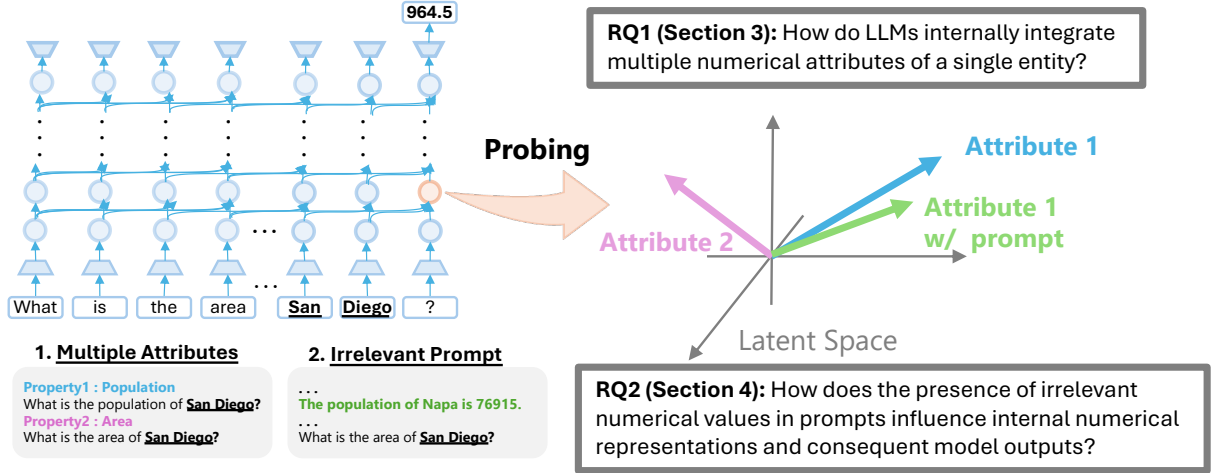 964.5
What is the area ... San Diego ?
1. Multiple Attributes
Property1 : Population
What is the population of San Diego?
Property2 : Area
What is the area of San Diego?
2. Irrelevant Prompt
...
The population of Napa is 76915.
...
What is the area of San Diego?
Probing
RQ1 (Section 3): How do LLMs internally integrate
multiple numerical attributes of a single entity?
Attribute 1
Attribute 1
w/ prompt
Attribute 2
Latent Space
RQ2 (Section 4): How does the presence of irrelevant
numerical values in prompts influence internal numerical
representations and consequent model outputs?